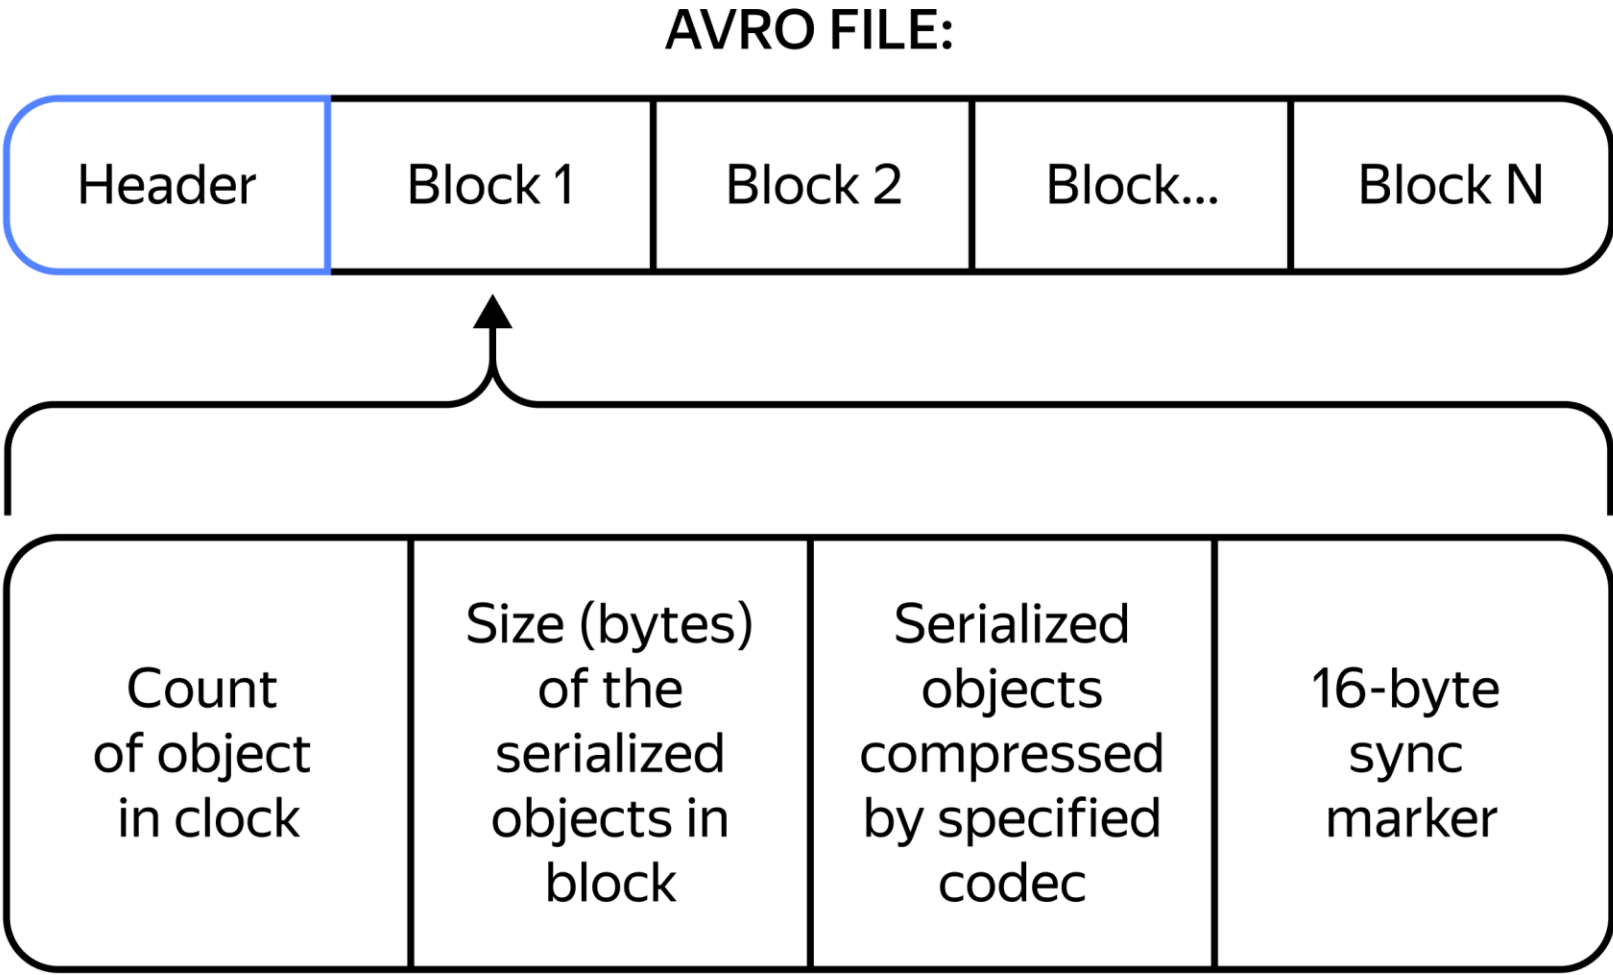 AVRO FILE:
Header
Block 1
Block 2
Block...
Block N
Count
of object
in clock
Size (bytes)
of the
serialized
objects in
block
Serialized
objects
compressed
by specified
codec
16-byte
sync
marker